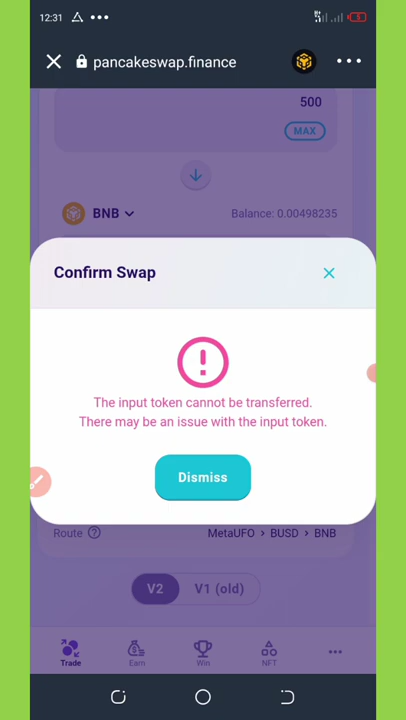 12:31
pancakeswap.finance
500
MAX
BNB
Balance: 0.00498235
Confirm Swap
The input token cannot be transferred.
There may be an issue with the input token.
Dismiss
Route
MetaUFO > BUSD > BNB
V2
V1 (old)
Trade
Earn
Win
NFT